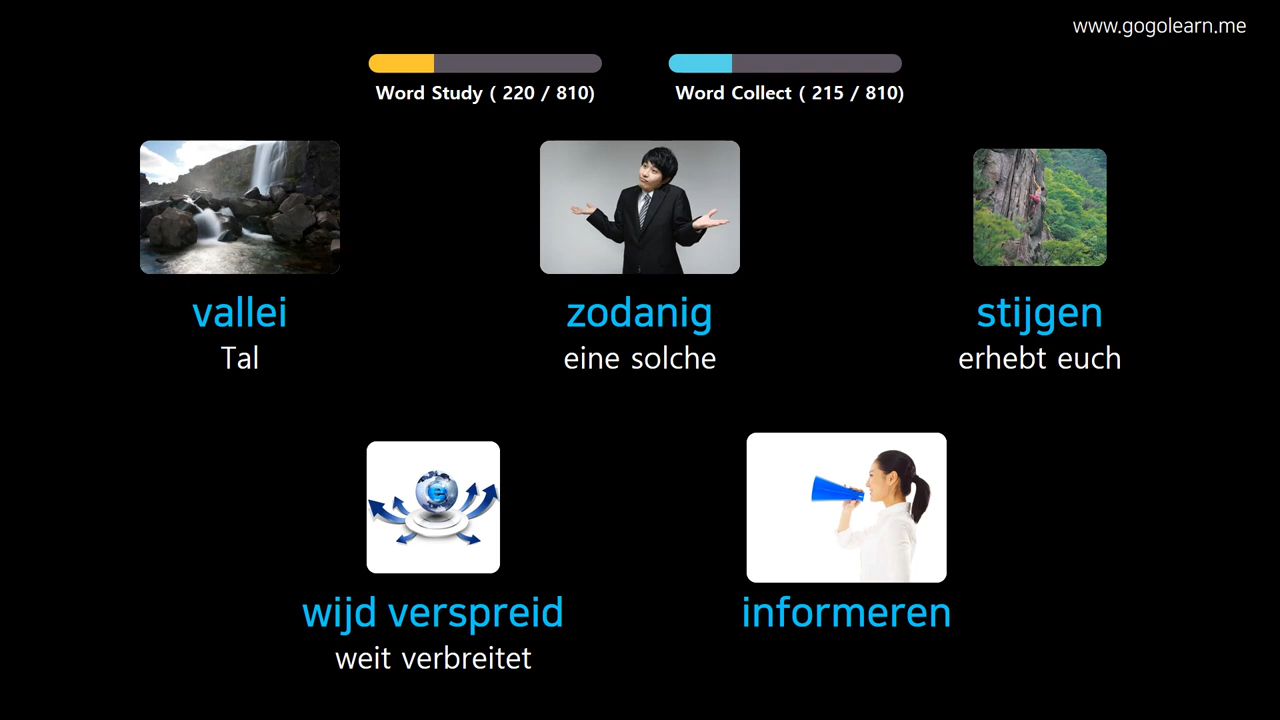 www.gogolearn.me
Word Study ( 220 / 810)
Word Collect ( 215 / 810)
vallei
Tal
zodanig
eine solche
stijgen
erhebt euch
wijd verspreid
weit verbreitet
informeren